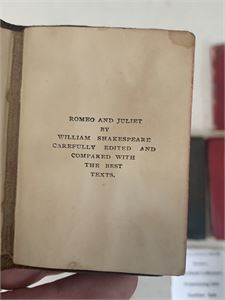 ROMEO AND JULIET
BY
WILLIAM SHAKESPEARE
CAREFULLY EDITED AND
COMPARED WITH
THE BEST
TEXTS.